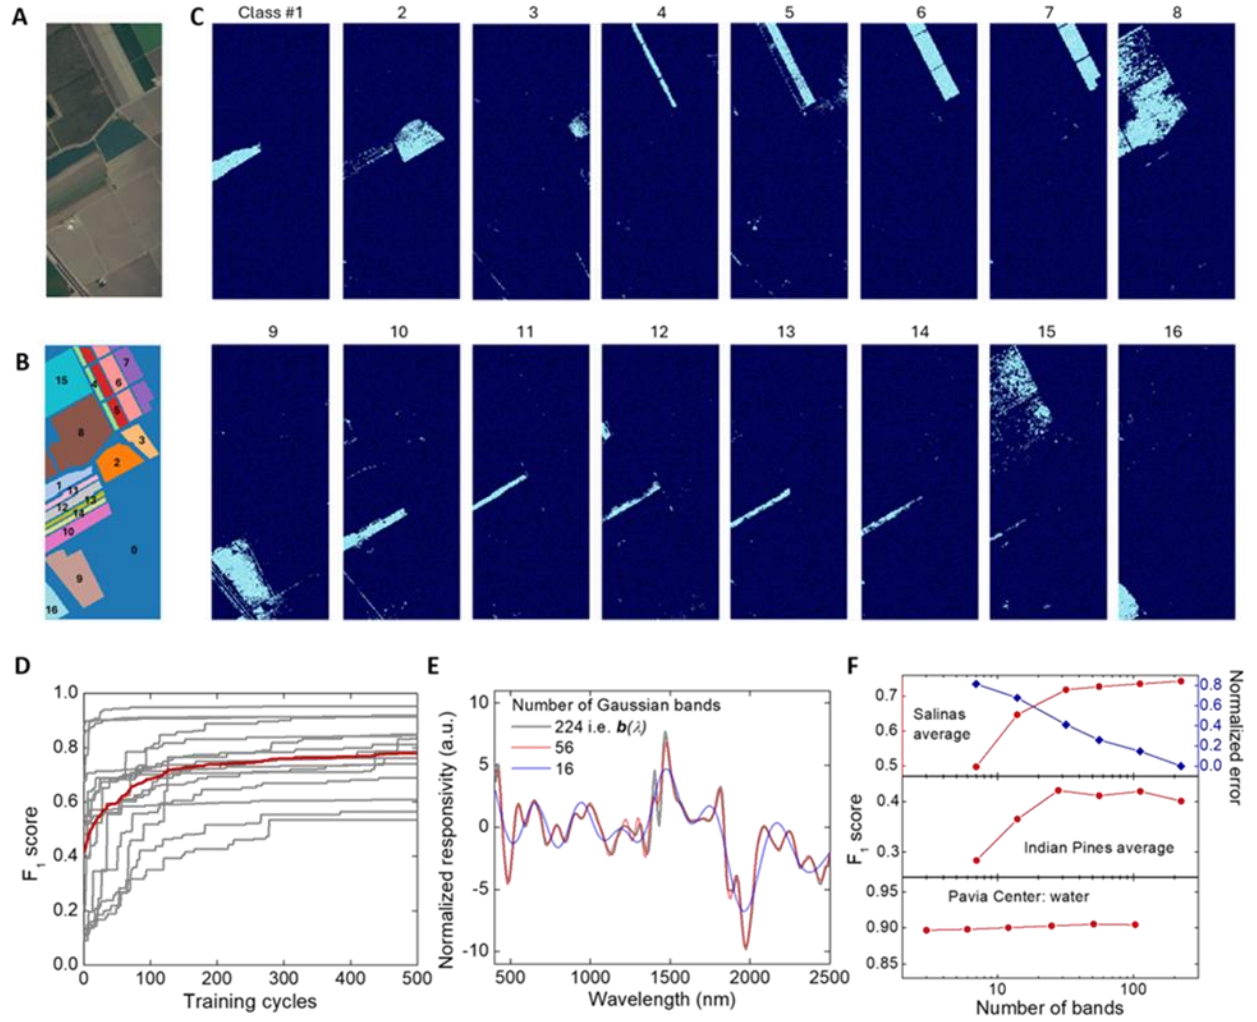 A
C
Class #1 2 3 4 5 6 7 8
B
15 4 7
6
5
8
3
2
1
11
13
12
14
10
0
9
16
9 10 11 12 13 14 15 16
D
1.0
0.8
0.6
0.4
0.2
0.0
F1 score
0 100 200 300 400 500
Training cycles
E
10
5
0
-5
-10
Normalized responsivity (a.u.)
Number of Gaussian bands
224 i.e. b(λ)
56
16
500 1000 1500 2000 2500
Wavelength (nm)
F
0.7
0.6
0.5
Salinas
average
0.8
0.6
0.4
0.2
0.0
Normalized error
0.4
0.3
Indian Pines average
F1 score
0.95
0.90
0.85
Pavia Center: water
10 100
Number of bands